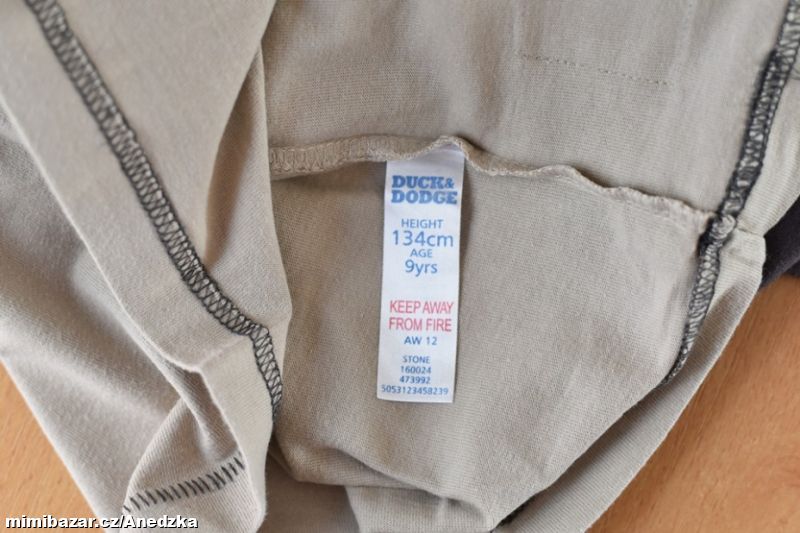 DUCK&
DODGE
HEIGHT
134cm
AGE
9yrs
KEEP AWAY
FROM FIRE
AW 12
STONE
160024
473992
5053123458239
mimibazar.cz/Anedzka